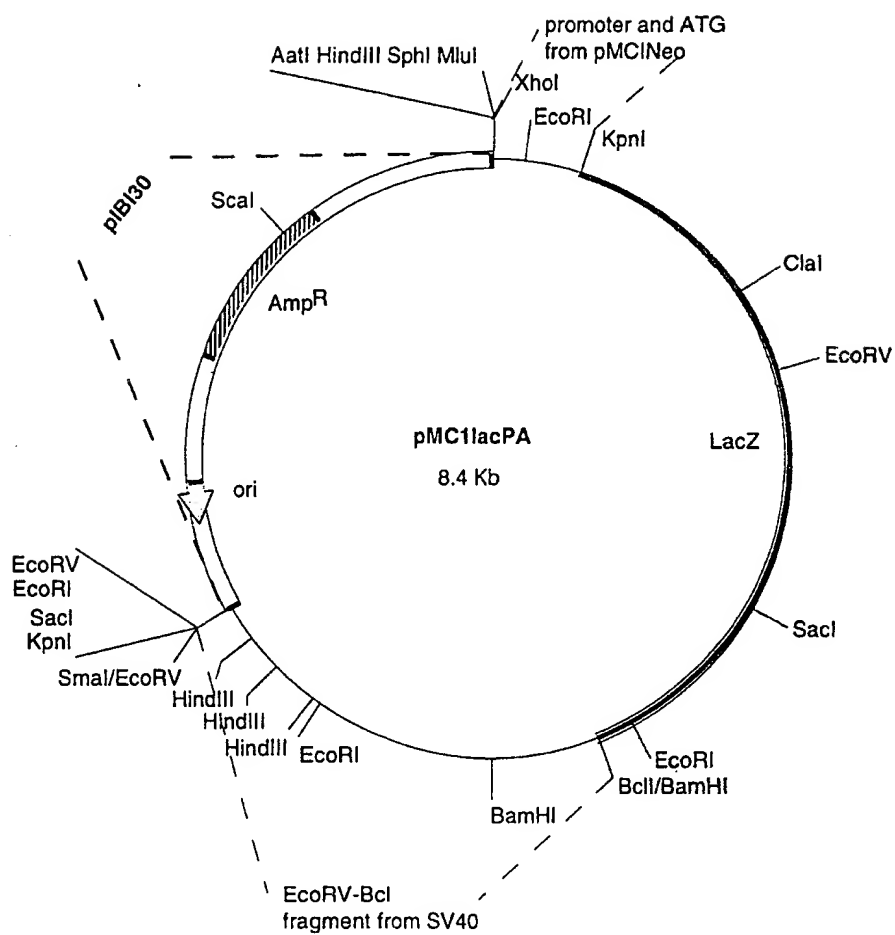 promoter and ATG
from pMCINeo
AatI HindIII SphI MluI
XhoI
EcoRI
KpnI
pIBI30
ScaI
AmpR
ClaI
EcoRV
pMC1lacPA
8.4 Kb
LacZ
ori
EcoRV
EcoRI
SacI
KpnI
SmaI/EcoRV
HindIII
HindIII
HindIII
EcoRI
SacI
EcoRI
BclI/BamHI
BamHI
EcoRV-Bcl
fragment from SV40